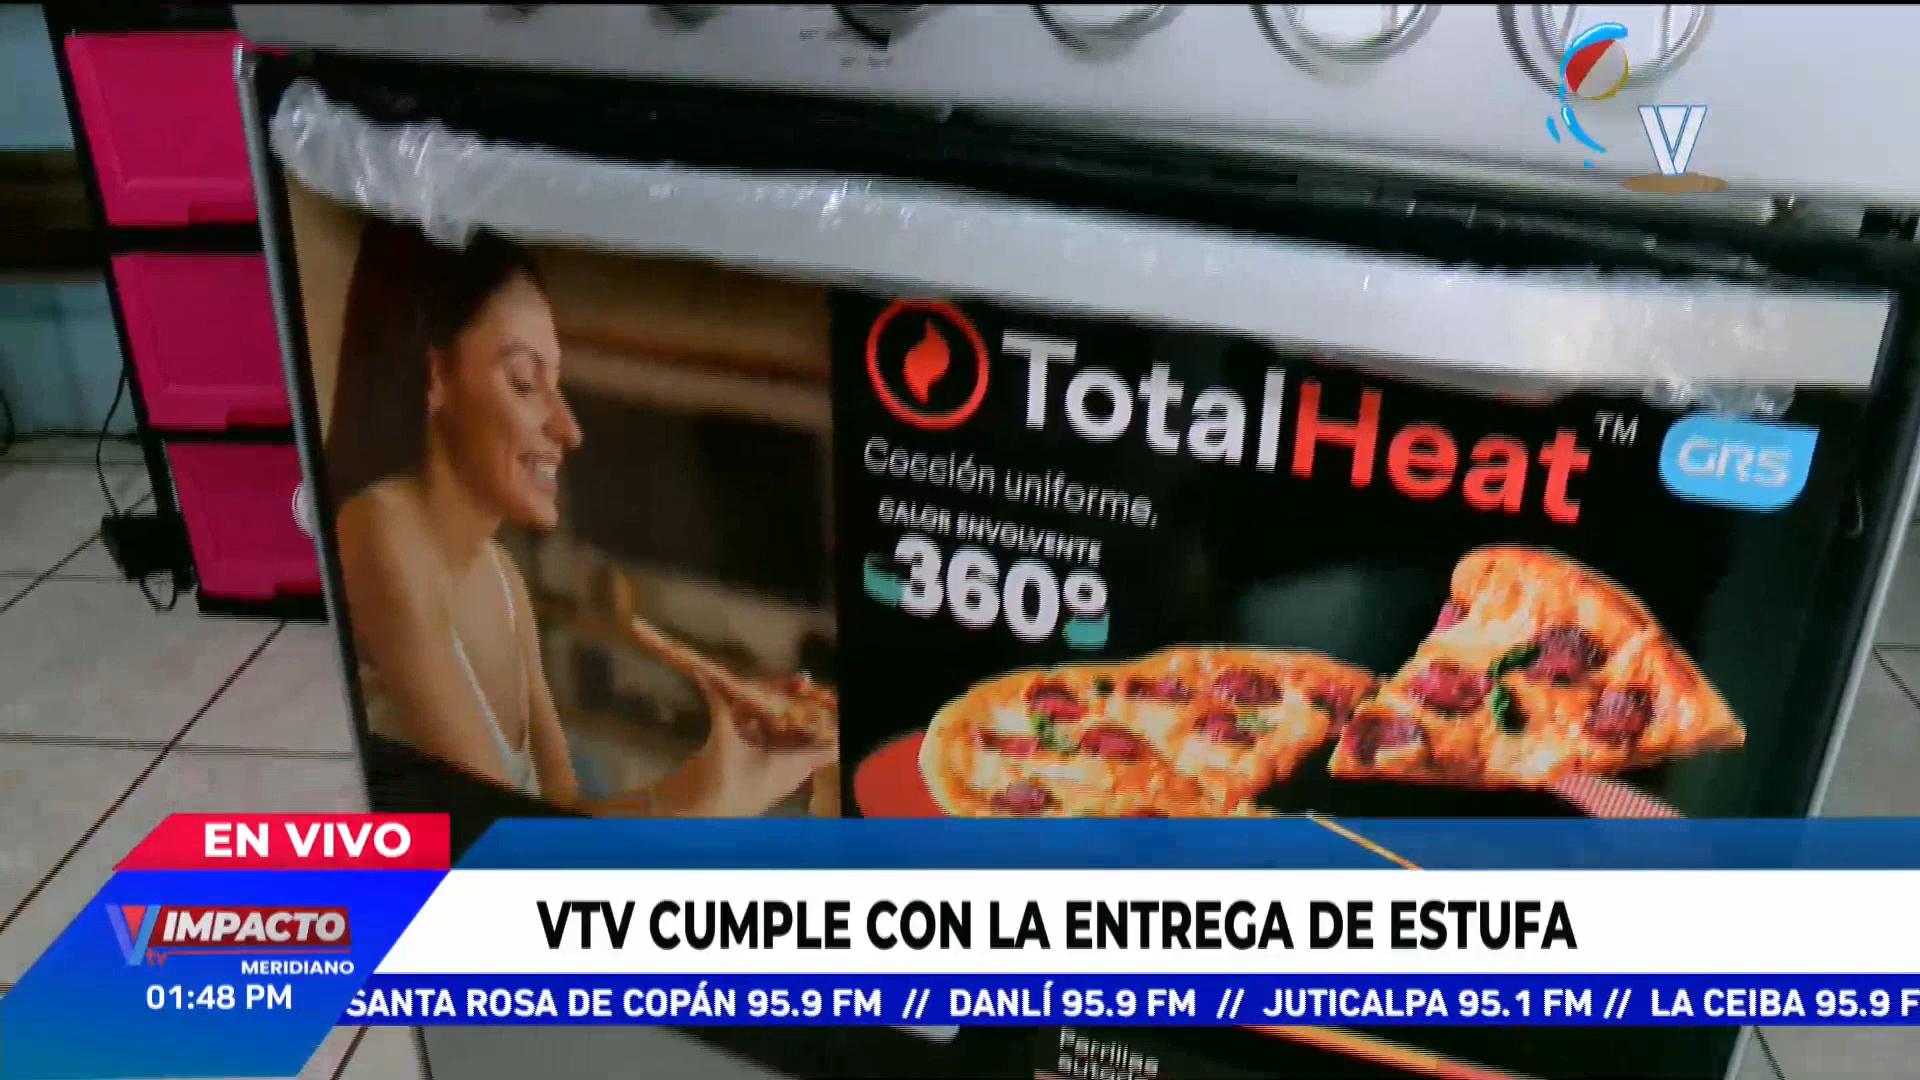 V
TotalHeat™
GRS
Cocción uniforme,
CALOR ENVOLVENTE
360º
EN VIVO
VTV CUMPLE CON LA ENTREGA DE ESTUFA
V IMPACTO
tv
MERIDIANO
01:48 PM
SANTA ROSA DE COPÁN 95.9 FM // DANLÍ 95.9 FM // JUTICALPA 95.1 FM // LA CEIBA 95.9 F
Parrillas